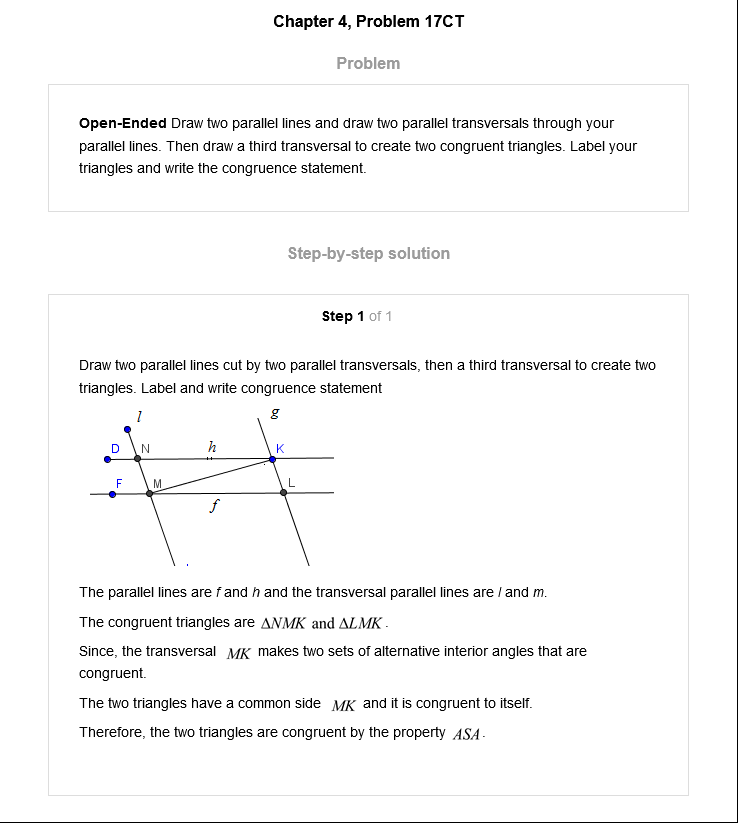 Chapter 4, Problem 17CT
Problem
Open-Ended Draw two parallel lines and draw two parallel transversals through your
parallel lines. Then draw a third transversal to create two congruent triangles. Label your
triangles and write the congruence statement.
Step-by-step solution
Step 1 of 1
Draw two parallel lines cut by two parallel transversals, then a third transversal to create two
triangles. Label and write congruence statement
l g
D N h K
F M L
f
The parallel lines are f and h and the transversal parallel lines are l and m.
The congruent triangles are ΔNMK and ΔLMK.
Since, the transversal MK makes two sets of alternative interior angles that are
congruent.
The two triangles have a common side MK and it is congruent to itself.
Therefore, the two triangles are congruent by the property ASA.